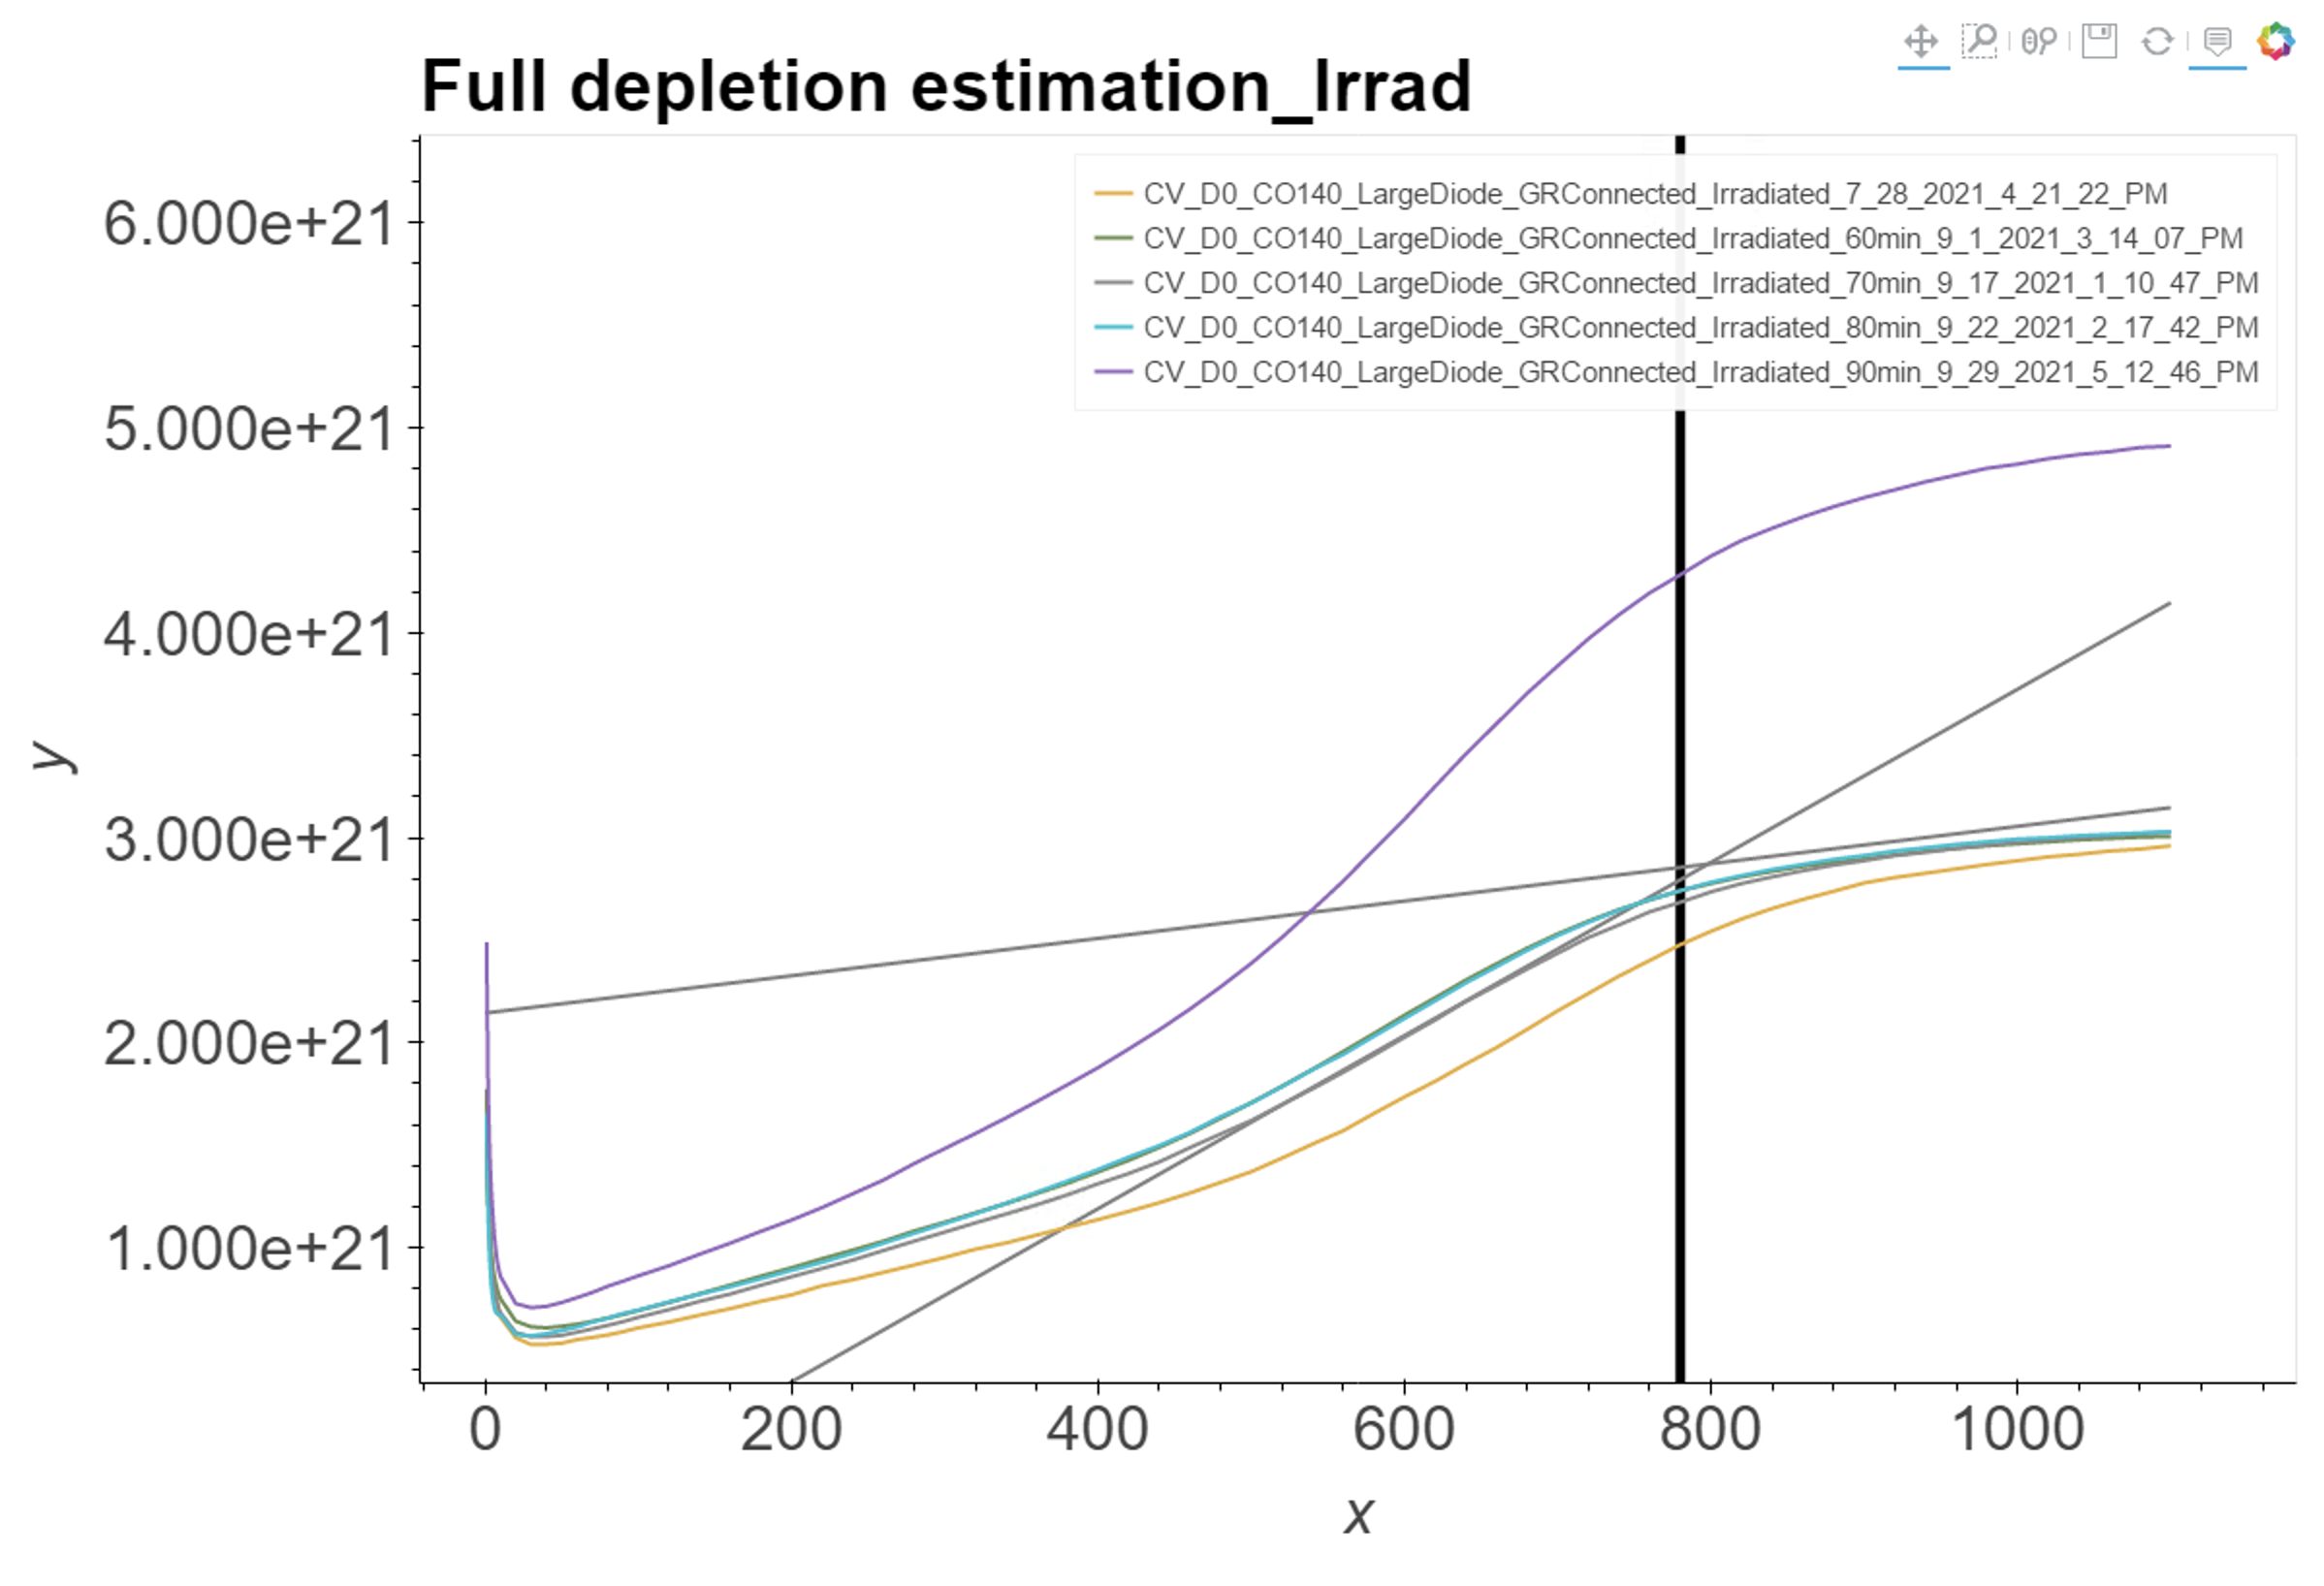 Full depletion estimation_Irrad
CV_D0_CO140_LargeDiode_GRConnected_Irradiated_7_28_2021_4_21_22_PM
CV_D0_CO140_LargeDiode_GRConnected_Irradiated_60min_9_1_2021_3_14_07_PM
CV_D0_CO140_LargeDiode_GRConnected_Irradiated_70min_9_17_2021_1_10_47_PM
CV_D0_CO140_LargeDiode_GRConnected_Irradiated_80min_9_22_2021_2_17_42_PM
CV_D0_CO140_LargeDiode_GRConnected_Irradiated_90min_9_29_2021_5_12_46_PM
6.000e+21
5.000e+21
4.000e+21
3.000e+21
2.000e+21
1.000e+21
y
0 200 400 600 800 1000
x